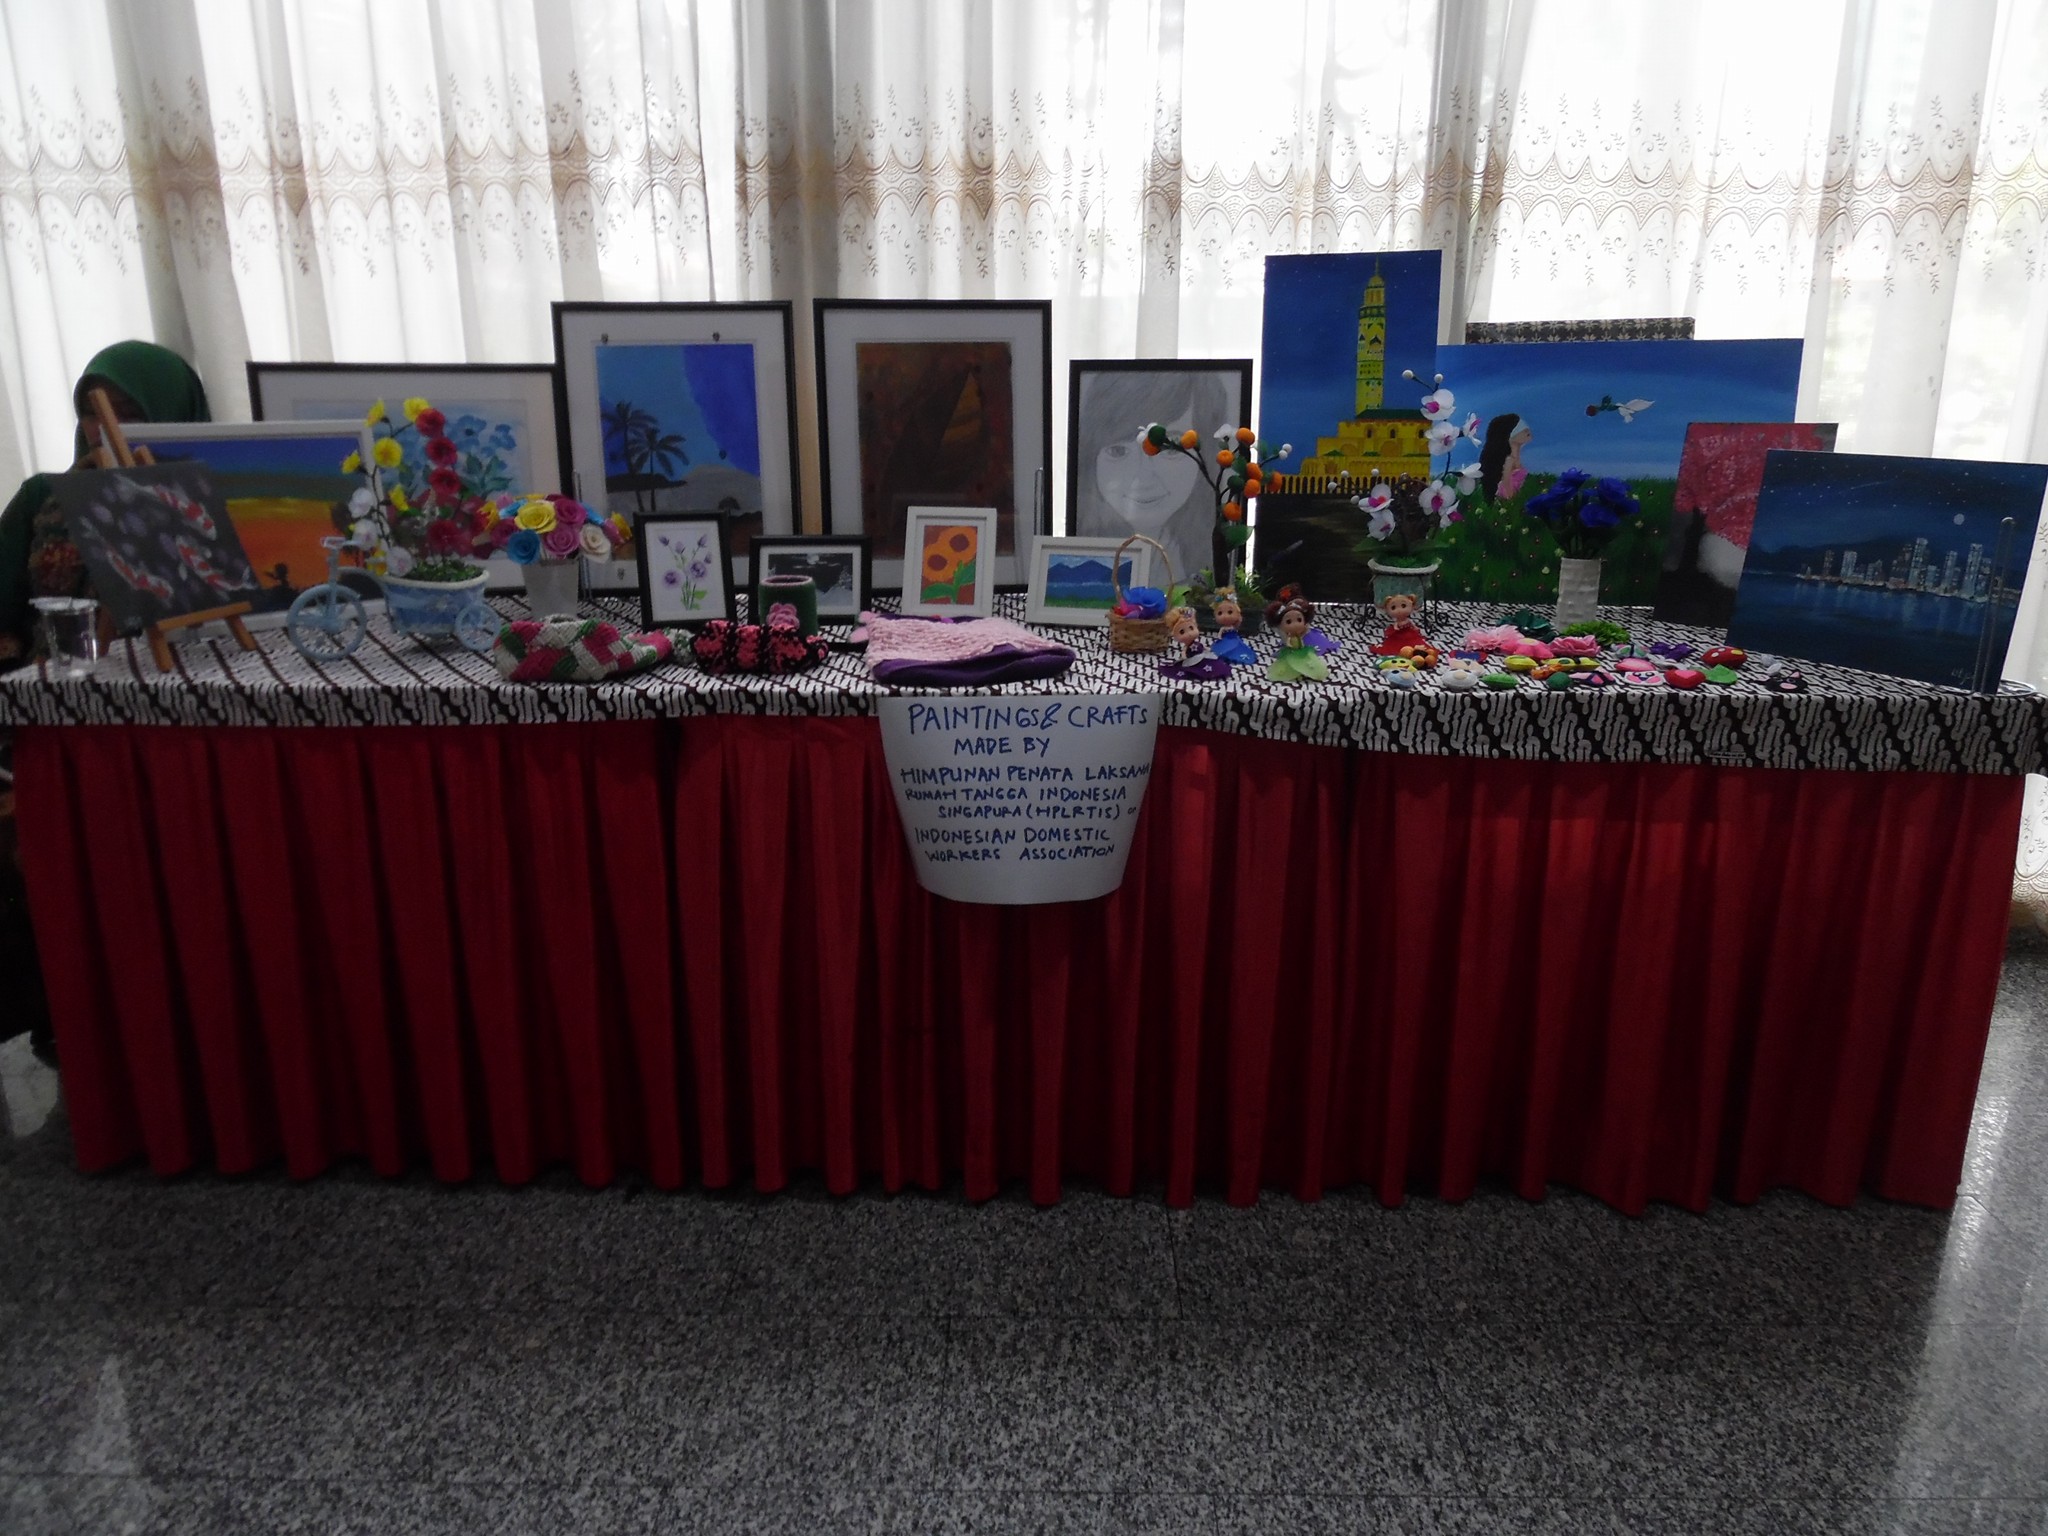 PAINTINGS & CRAFTS
MADE BY
HIMPUNAN PENATA LAKSANA
RUMAH TANGGA INDONESIA
SINGAPURA (HPLRTIS) or
INDONESIAN DOMESTIC
WORKERS ASSOCIATION